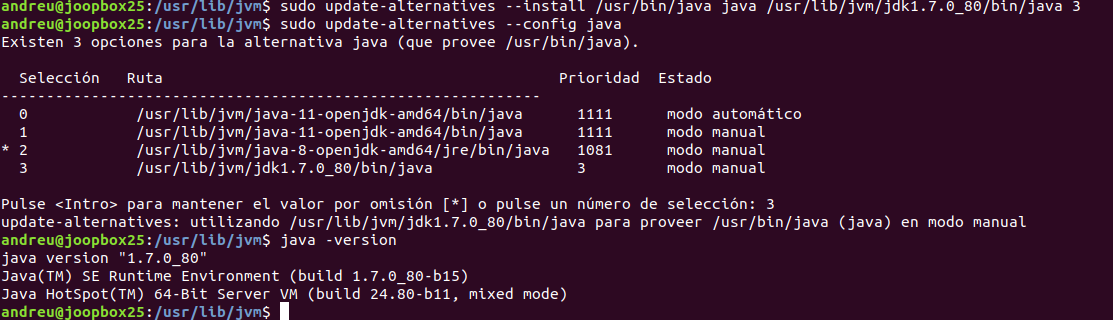 andreu@joopbox25:/usr/lib/jvm$ sudo update-alternatives --install /usr/bin/java java /usr/lib/jvm/jdk1.7.0_80/bin/java 3
andreu@joopbox25:/usr/lib/jvm$ sudo update-alternatives --config java
Existen 3 opciones para la alternativa java (que provee /usr/bin/java).
Selección Ruta Prioridad Estado
------------------------------------------------------------
0 /usr/lib/jvm/java-11-openjdk-amd64/bin/java 1111 modo automático
1 /usr/lib/jvm/java-11-openjdk-amd64/bin/java 1111 modo manual
* 2 /usr/lib/jvm/java-8-openjdk-amd64/jre/bin/java 1081 modo manual
3 /usr/lib/jvm/jdk1.7.0_80/bin/java 3 modo manual
Pulse <Intro> para mantener el valor por omisión [*] o pulse un número de selección: 3
update-alternatives: utilizando /usr/lib/jvm/jdk1.7.0_80/bin/java para proveer /usr/bin/java (java) en modo manual
andreu@joopbox25:/usr/lib/jvm$ java -version
java version "1.7.0_80"
Java(TM) SE Runtime Environment (build 1.7.0_80-b15)
Java HotSpot(TM) 64-Bit Server VM (build 24.80-b11, mixed mode)
andreu@joopbox25:/usr/lib/jvm$